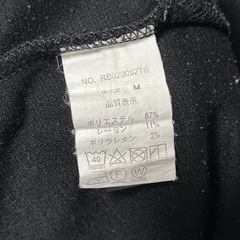 NO. RB020052TS
サイズ M
品質表示
ポリエステル 87%
レーヨン 11%
ポリウレタン 2%
40
F W